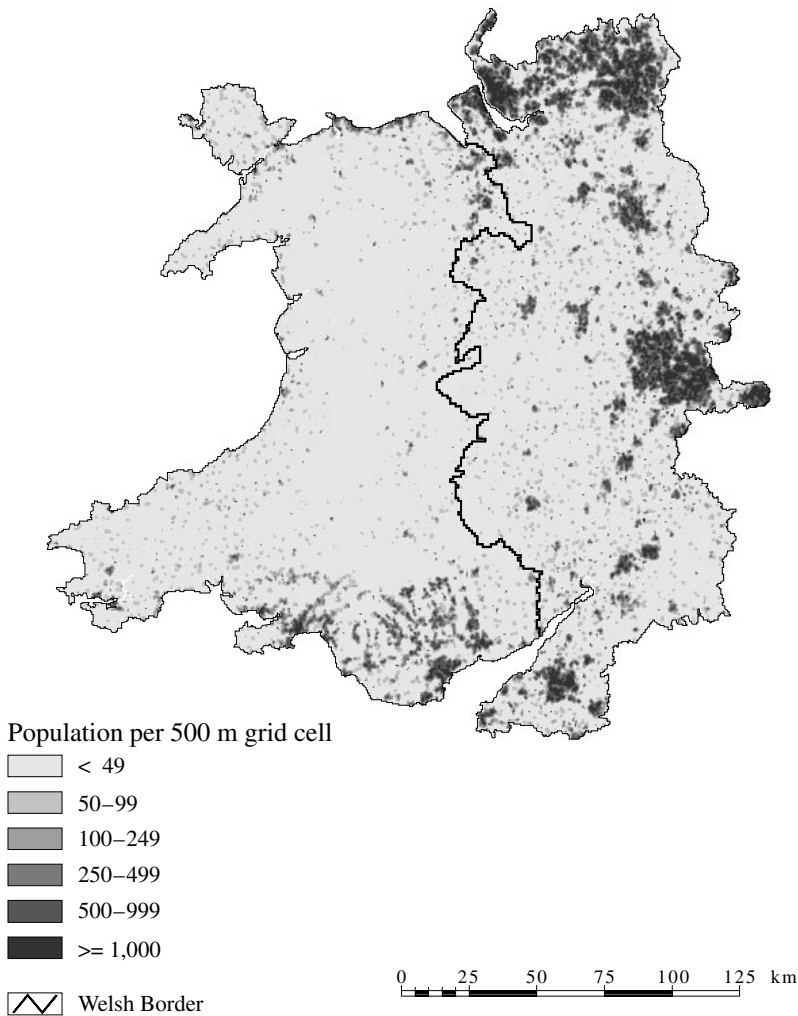 Population per 500 m grid cell
< 49
50–99
100–249
250–499
500–999
>= 1,000
Welsh Border
0 25 50 75 100 125 km